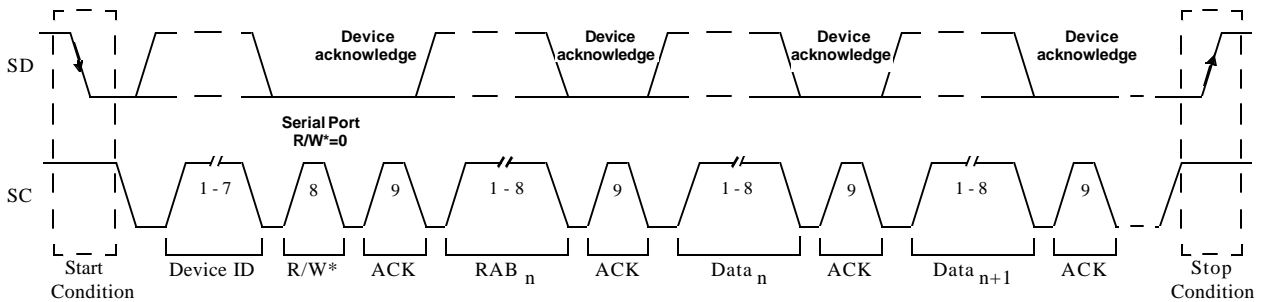 Device
acknowledge
Device
acknowledge
Device
acknowledge
Device
acknowledge
SD
Serial Port
R/W*=0
SC
1 - 7
8
9
1 - 8
9
1 - 8
9
1 - 8
9
Start
Condition
Device ID
R/W*
ACK
RAB n
ACK
Data n
ACK
Data n+1
ACK
Stop
Condition